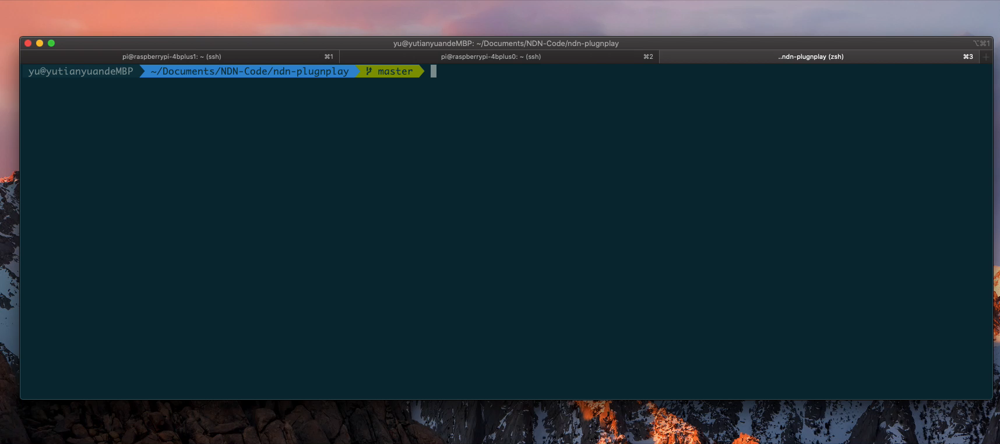 yu@yutianyuandeMBP: ~/Documents/NDN-Code/ndn-plugnplay
⌥⌘1
pi@raspberrypi-4bplus1: ~ (ssh) ⌘1
pi@raspberrypi-4bplus0: ~ (ssh) ⌘2
..ndn-plugnplay (zsh) ⌘3
yu@yutianyuandeMBP ~/Documents/NDN-Code/ndn-plugnplay master